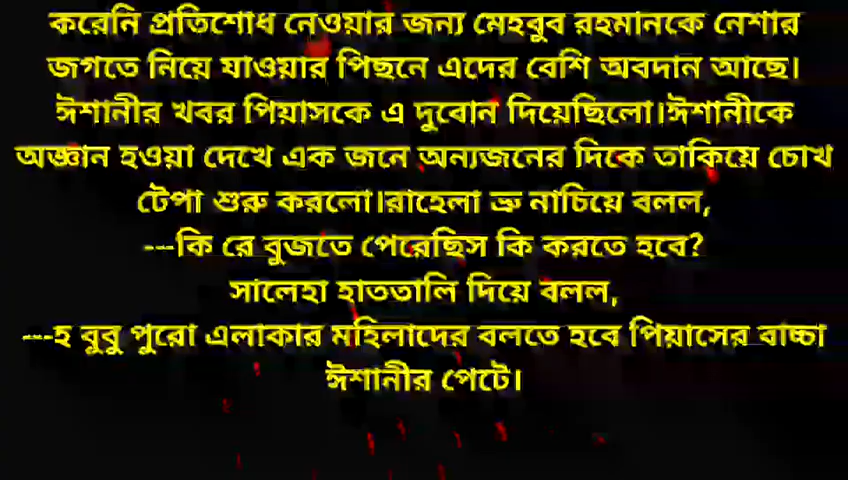 করেনি প্রতিশোধ নেওয়ার জন্য মেহবুব রহমানকে নেশার
জগতে নিয়ে যাওয়ার পিছনে এদের বেশি অবদান আছে।
ঈশানীর খবর পিয়াসকে এ দুবোন দিয়েছিলো।ঈশানীকে
অজ্ঞান হওয়া দেখে এক জনে অন্যজনের দিকে তাকিয়ে চোখ
টেপা শুরু করলো।রাহেলা ভ্রু নাচিয়ে বলল,
---কি রে বুজতে পেরেছিস কি করতে হবে?
সালেহা হাততালি দিয়ে বলল,
---হ বুবু পুরো এলাকার মহিলাদের বলতে হবে পিয়াসের বাচ্চা
ঈশানীর পেটে।